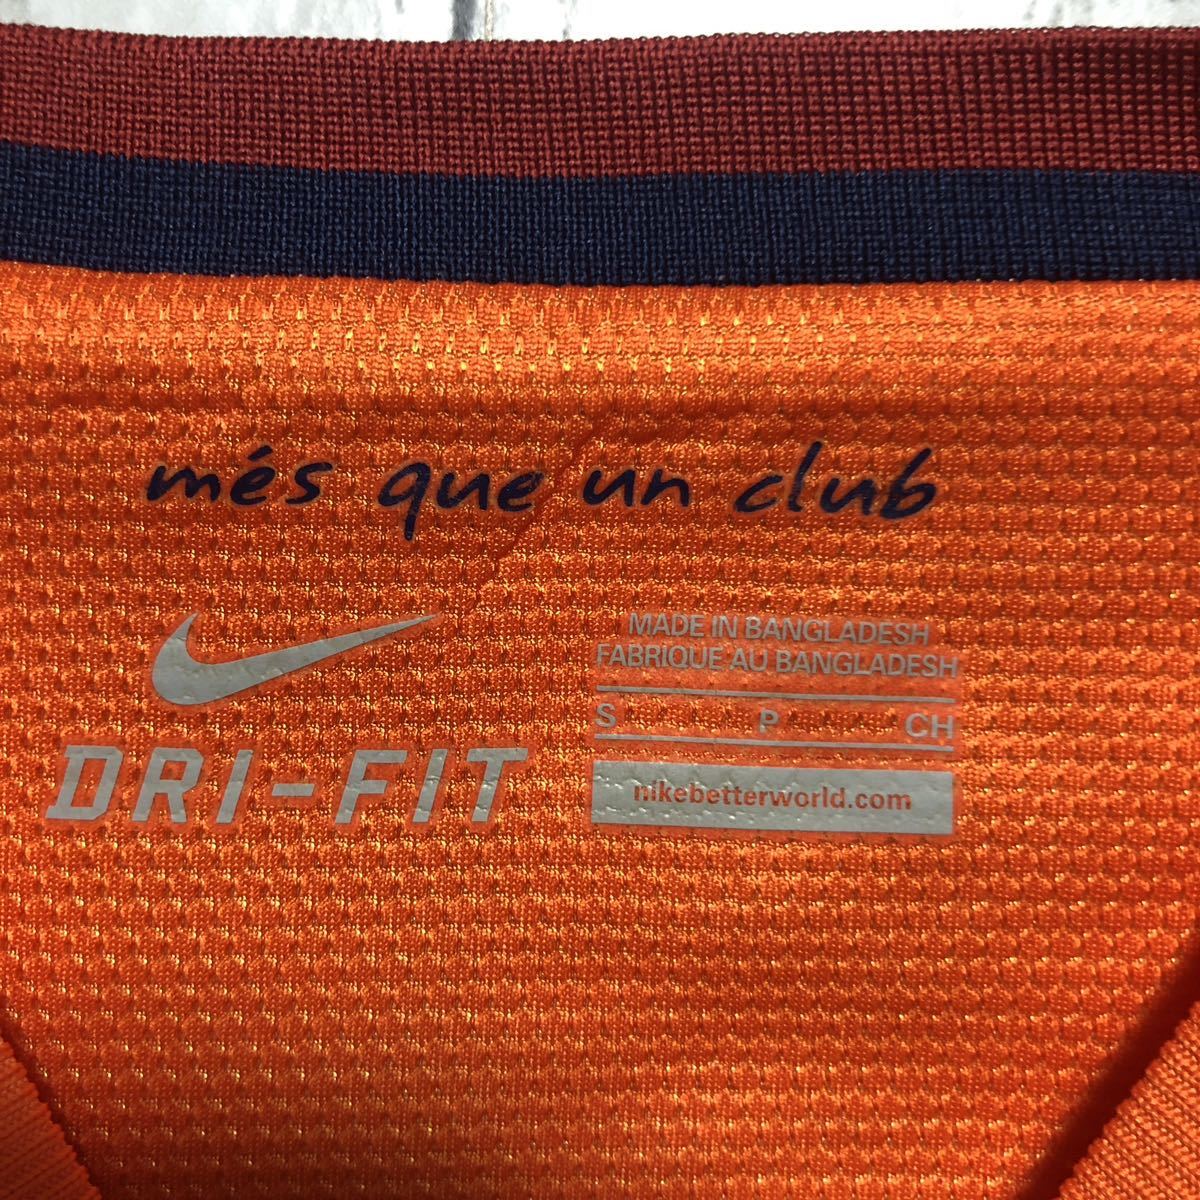 més que un club
DRI-FIT
MADE IN BANGLADESH
FABRIQUE AU BANGLADESH
S P CH
nikebetterworld.com